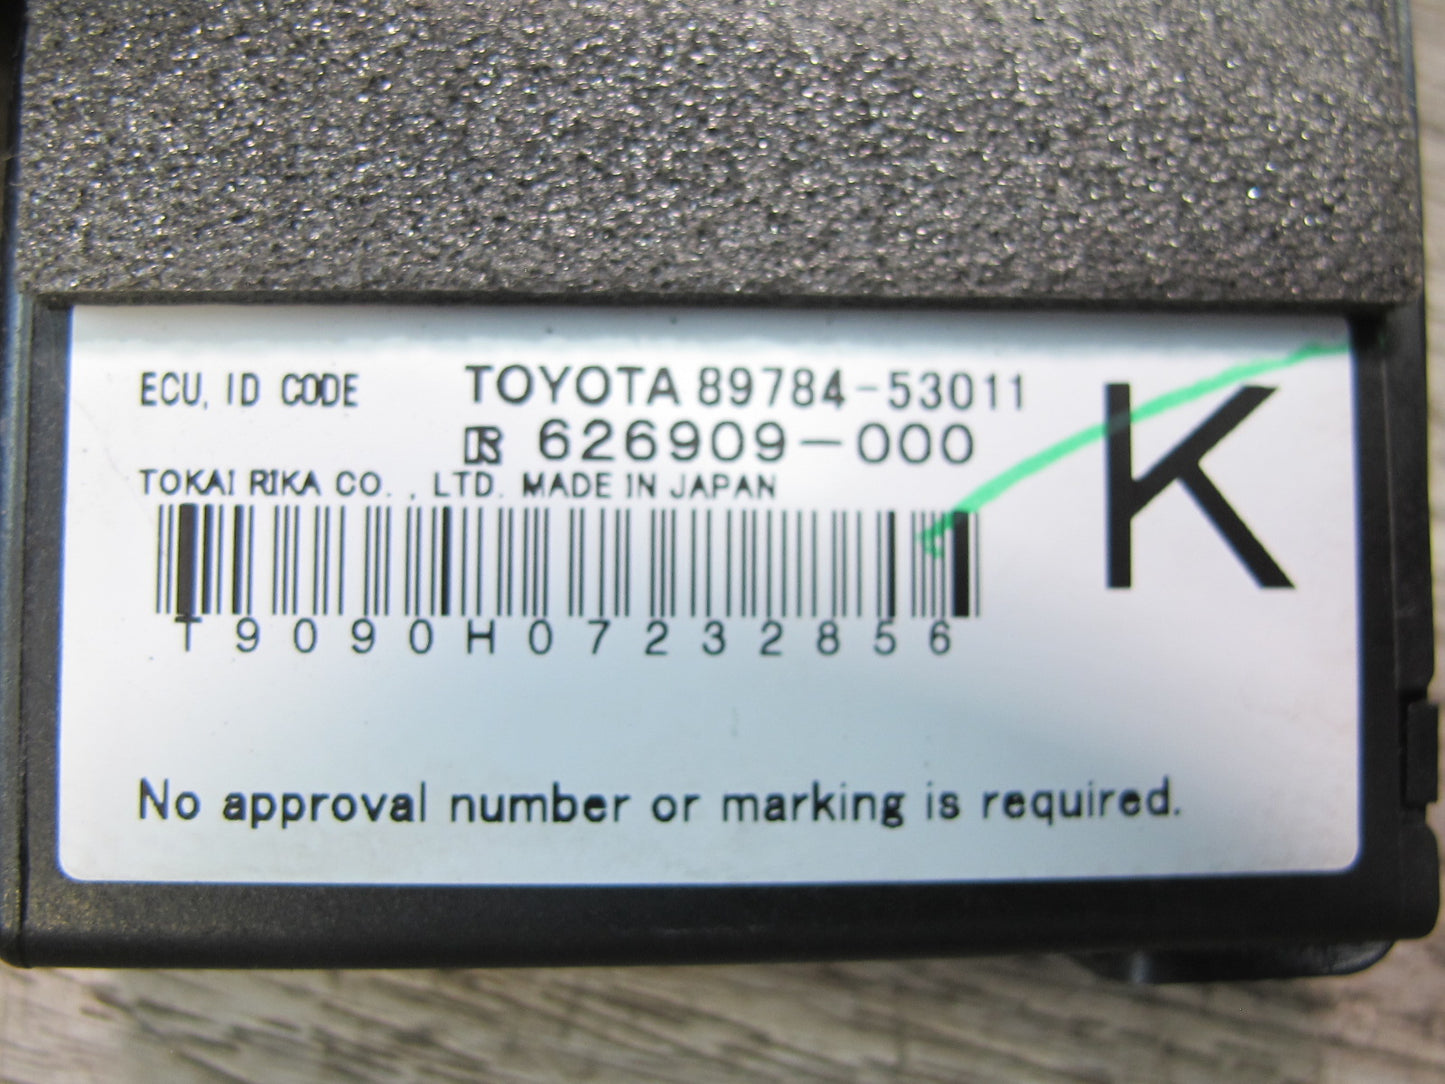 ECU, ID CODE TOYOTA 89784-53011
626909-000
K
TOKAI RIKA CO., LTD. MADE IN JAPAN
T9090H07232856
No approval number or marking is required.